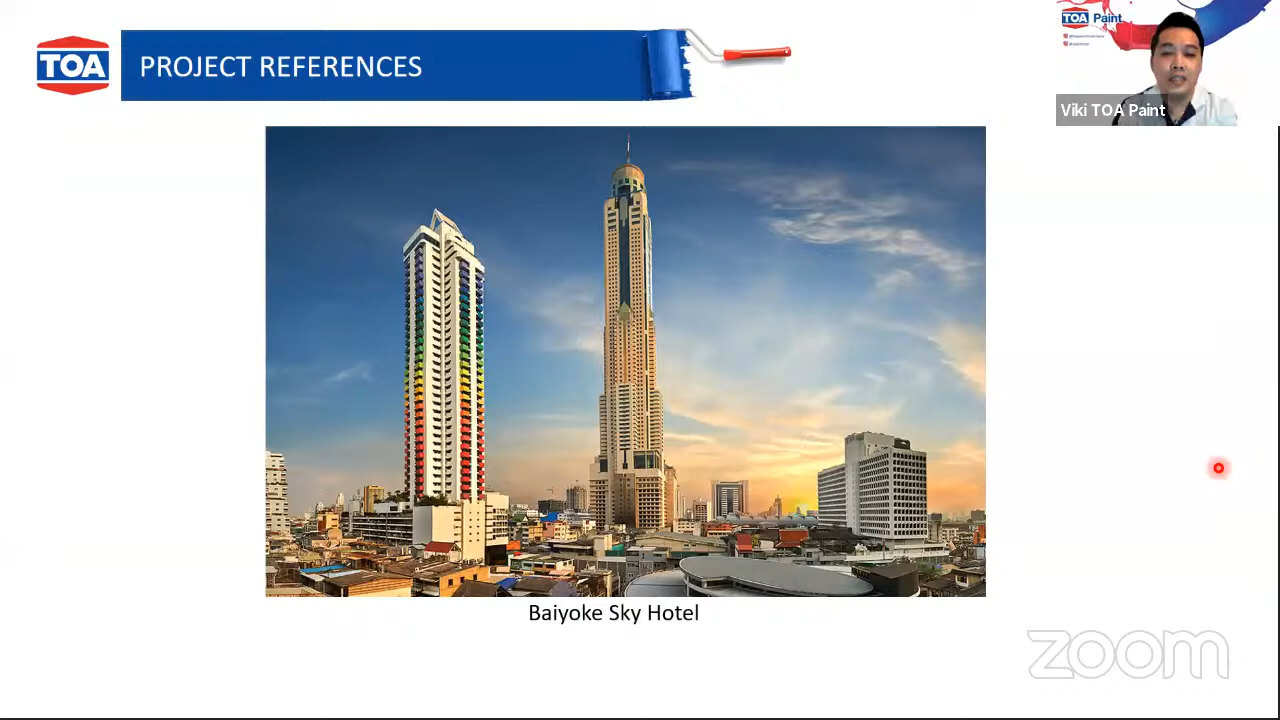 TOA
PROJECT REFERENCES
TOA Paint
Viki TOA Paint
Baiyoke Sky Hotel
zoom